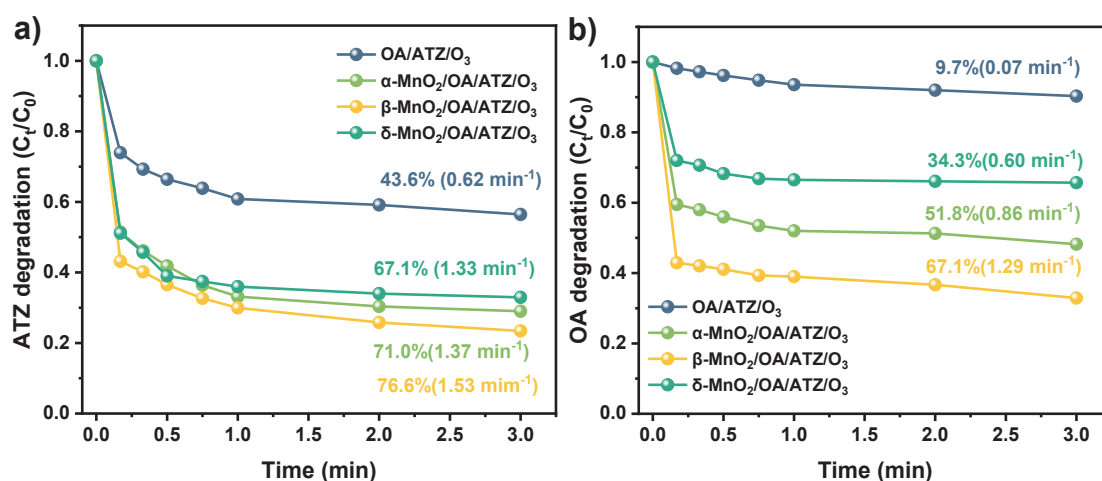 a)
ATZ degradation (Cₜ/C₀)
1.0
0.8
0.6
0.4
0.2
0.0
OA/ATZ/O₃
α-MnO₂/OA/ATZ/O₃
β-MnO₂/OA/ATZ/O₃
δ-MnO₂/OA/ATZ/O₃
43.6% (0.62 min⁻¹)
67.1% (1.33 min⁻¹)
71.0%(1.37 min⁻¹)
76.6%(1.53 mim⁻¹)
0.0 0.5 1.0 1.5 2.0 2.5 3.0
Time (min)
b)
OA degradation (Cₜ/C₀)
1.0
0.8
0.6
0.4
0.2
0.0
9.7%(0.07 min⁻¹)
34.3%(0.60 min⁻¹)
51.8%(0.86 min⁻¹)
67.1%(1.29 min⁻¹)
OA/ATZ/O₃
α-MnO₂/OA/ATZ/O₃
β-MnO₂/OA/ATZ/O₃
δ-MnO₂/OA/ATZ/O₃
0.0 0.5 1.0 1.5 2.0 2.5 3.0
Time (min)